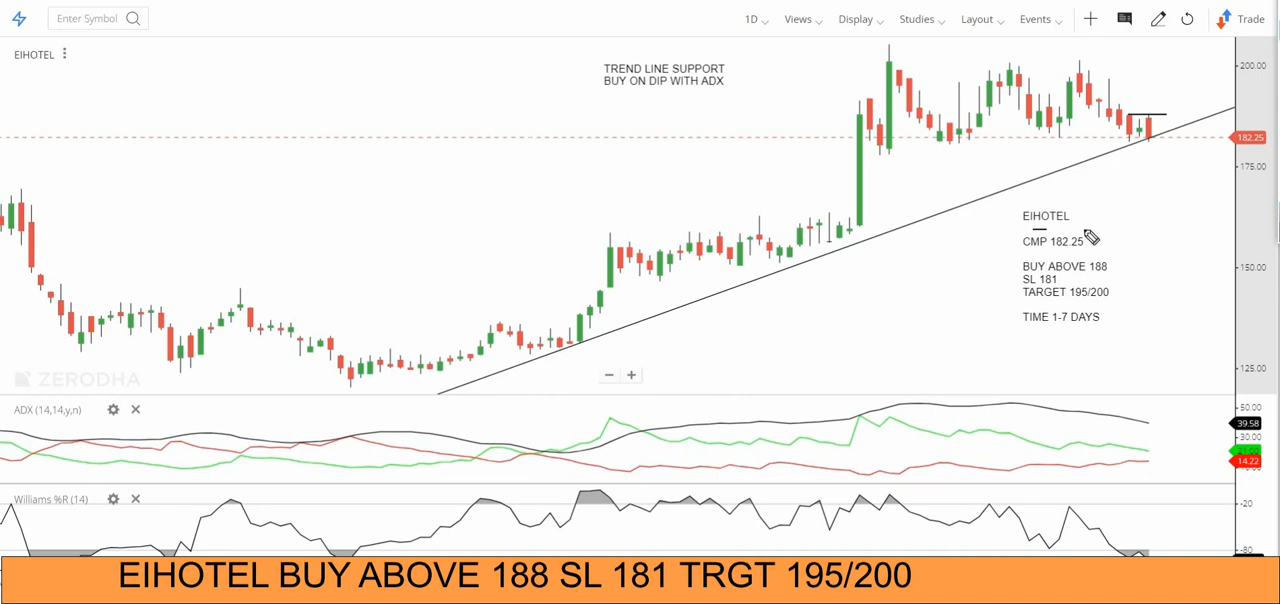 Enter Symbol
1D
Views
Display
Studies
Layout
Events
Trade
EIHOTEL
TREND LINE SUPPORT
BUY ON DIP WITH ADX
200.00
182.25
175.00
EIHOTEL
CMP 182.25
BUY ABOVE 188
SL 181
TARGET 195/200
TIME 1-7 DAYS
150.00
125.00
ZERODHA
ADX (14,14,y,n)
50.00
39.58
30.00
14.22
Williams %R (14)
-20
-80
EIHOTEL BUY ABOVE 188 SL 181 TRGT 195/200